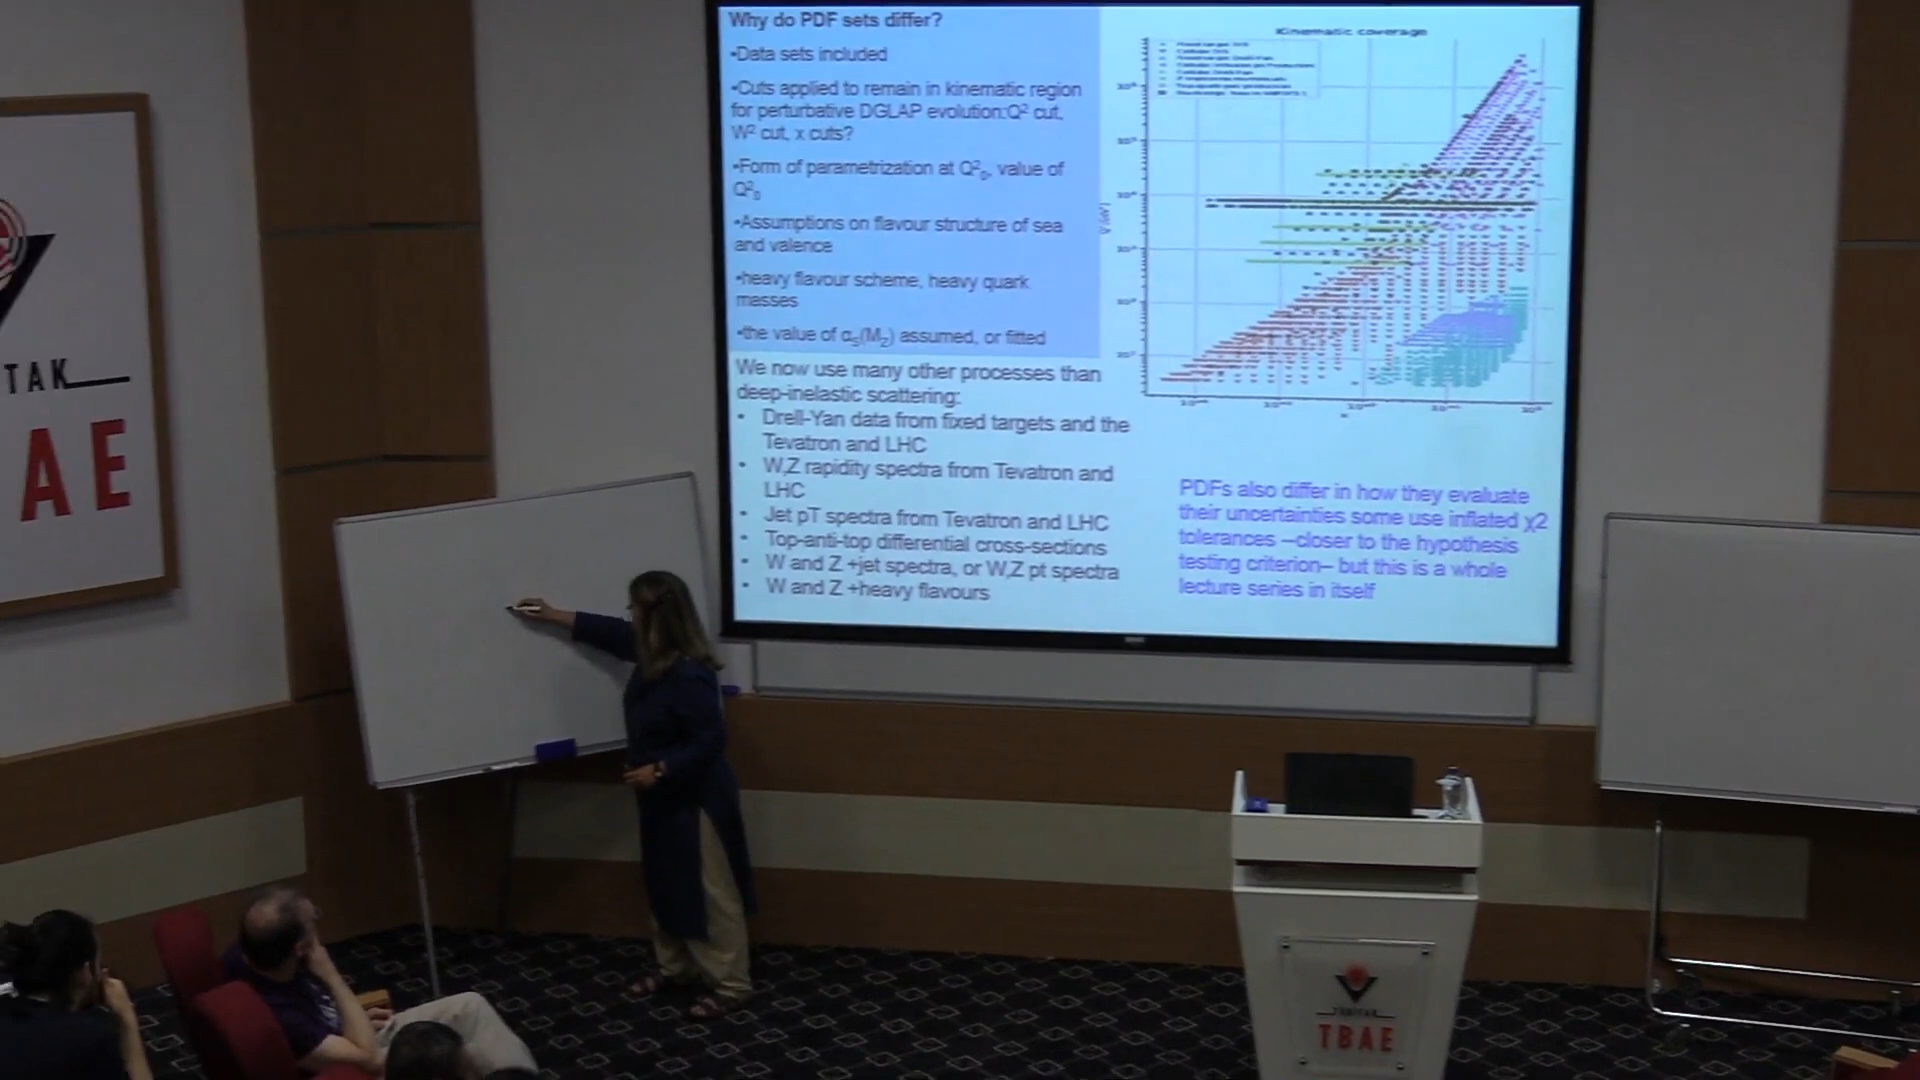 Why do PDF sets differ?
•Data sets included
•Cuts applied to remain in kinematic region
for perturbative DGLAP evolution:Q² cut,
W² cut, x cuts?
•Form of parametrization at Q²₀, value of
Q²₀
•Assumptions on flavour structure of sea
and valence
•heavy flavour scheme, heavy quark
masses
•the value of αs(MZ) assumed, or fitted
We now use many other processes than
deep-inelastic scattering:
• Drell-Yan data from fixed targets and the
Tevatron and LHC
• W,Z rapidity spectra from Tevatron and
LHC
• Jet pT spectra from Tevatron and LHC
• Top-anti-top differential cross-sections
• W and Z +jet spectra, or W,Z pt spectra
• W and Z +heavy flavours
Kinematic coverage
PDFs also differ in how they evaluate
their uncertainties some use inflated χ2
tolerances –closer to the hypothesis
testing criterion– but this is a whole
lecture series in itself
TAK
AE
TBAE